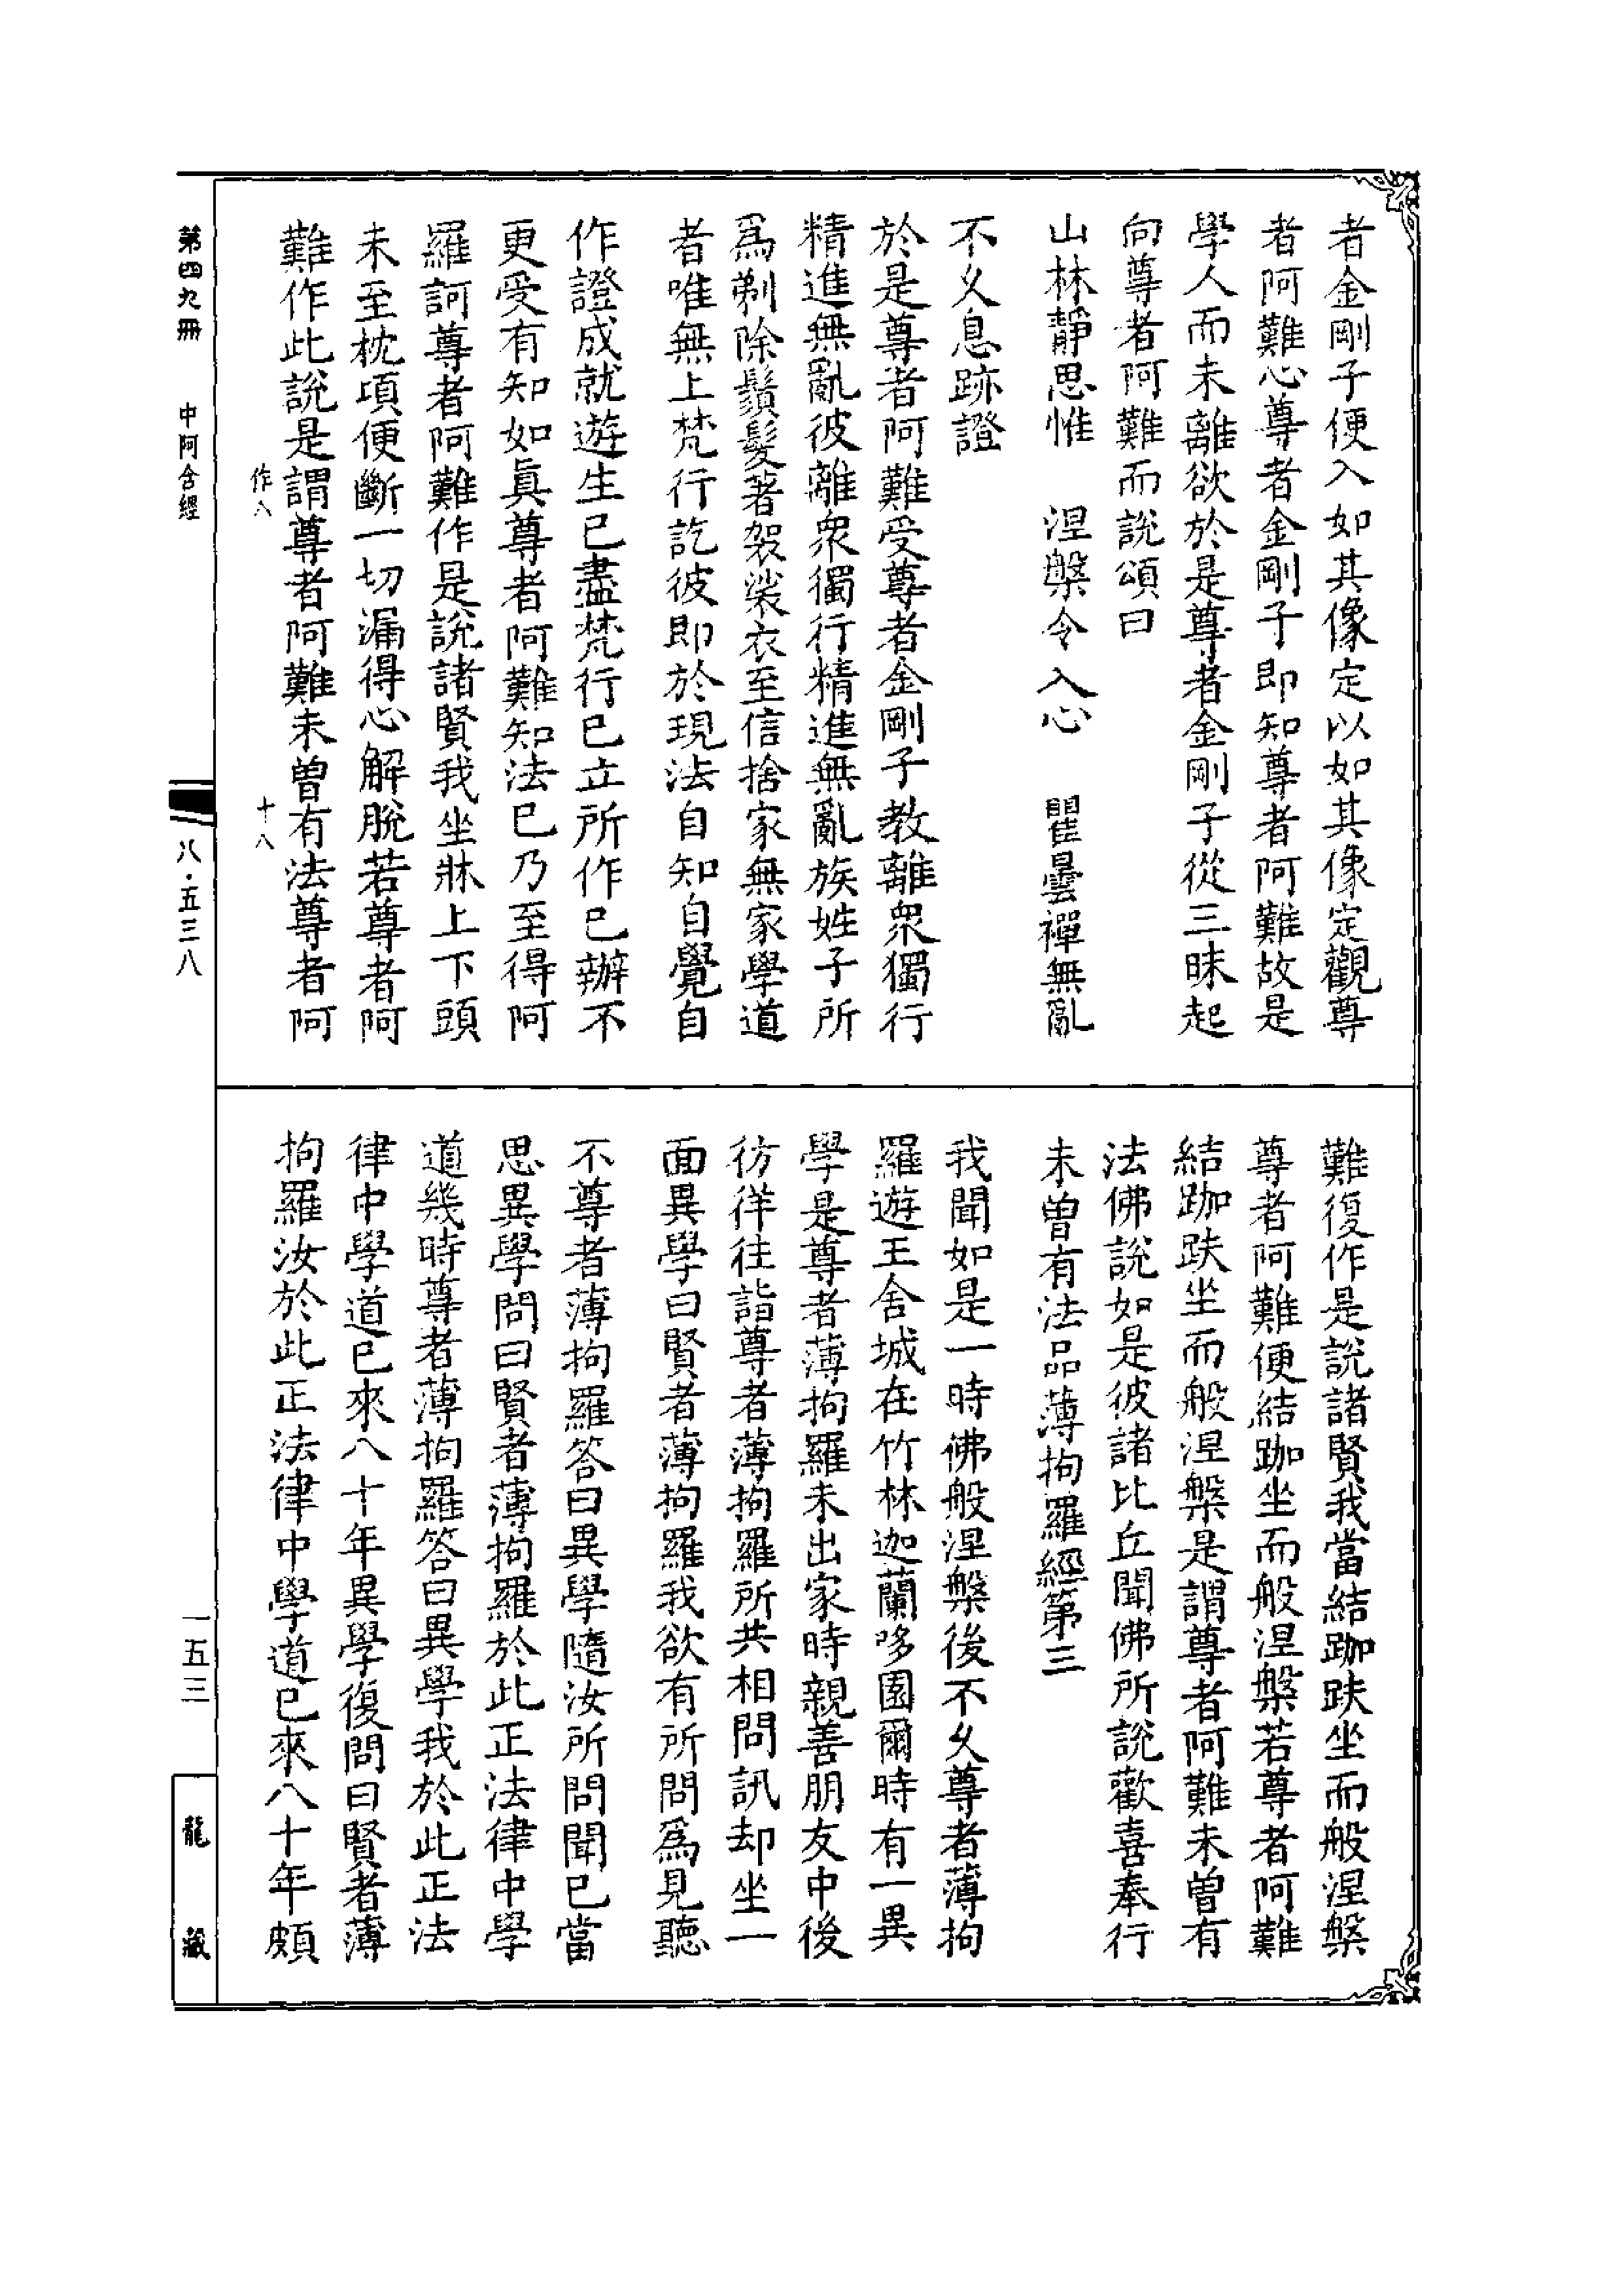 者金剛子便入如其像定以如其像定觀尊
者阿難心尊者金剛子即知尊者阿難故是
學人而未離欲於是尊者金剛子從三昧起
向尊者阿難而說頌曰
山林靜思惟　涅槃令入心　瞿曇禪無亂
不久息跡證
於是尊者阿難受尊者金剛子教離衆獨行
精進無亂彼離衆獨行精進無亂族姓子所
爲剃除鬚髮著袈裟衣至信捨家無家學道
者唯無上梵行訖彼即於現法自知自覺自
作證成就遊生已盡梵行已立所作已辦不
更受有知如真尊者阿難知法已乃至得阿
羅訶尊者阿難作是說諸賢我坐牀上下頭
未至枕頃便斷一切漏得心解脫若尊者阿
難作此說是謂尊者阿難未曾有法尊者阿
難復作是說諸賢我當結跏趺坐而般涅槃
尊者阿難便結跏坐而般涅槃若尊者阿難
結跏趺坐而般涅槃是謂尊者阿難未曾有
法佛說如是彼諸比丘聞佛所說歡喜奉行
未曾有法品薄拘羅經第三
我聞如是一時佛般涅槃後不久尊者薄拘
羅遊王舍城在竹林迦蘭哆園爾時有一異
學是尊者薄拘羅未出家時親善朋友中後
彷徉往詣尊者薄拘羅所共相問訊却坐一
面異學曰賢者薄拘羅我欲有所問爲見聽
不尊者薄拘羅答曰異學隨汝所問聞已當
思異學問曰賢者薄拘羅於此正法律中學
道幾時尊者薄拘羅答曰異學我於此正法
律中學道已來八十年異學復問曰賢者薄
拘羅汝於此正法律中學道已來八十年頗
作八
十八
第四九冊　中阿含經
八·五三八
一五三
龍藏